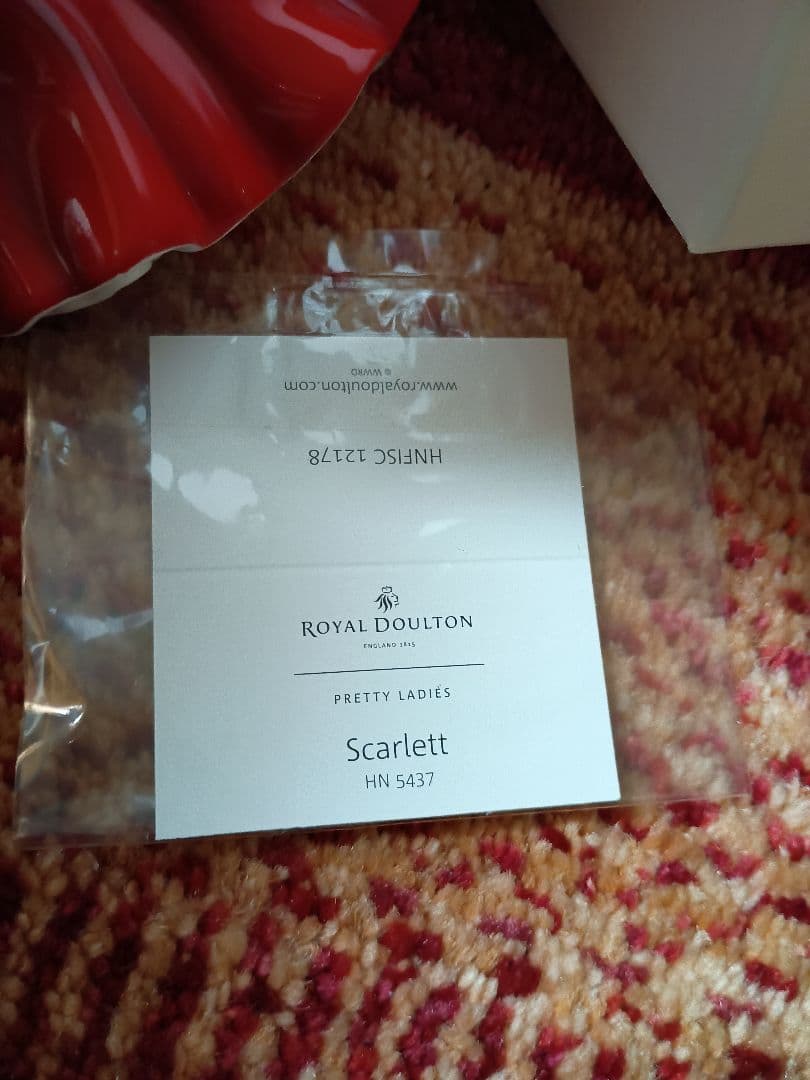 www.royaldoulton.com
© WWRD
HNFISC 12178
ROYAL DOULTON
ENGLAND 1815
PRETTY LADIES
Scarlett
HN 5437